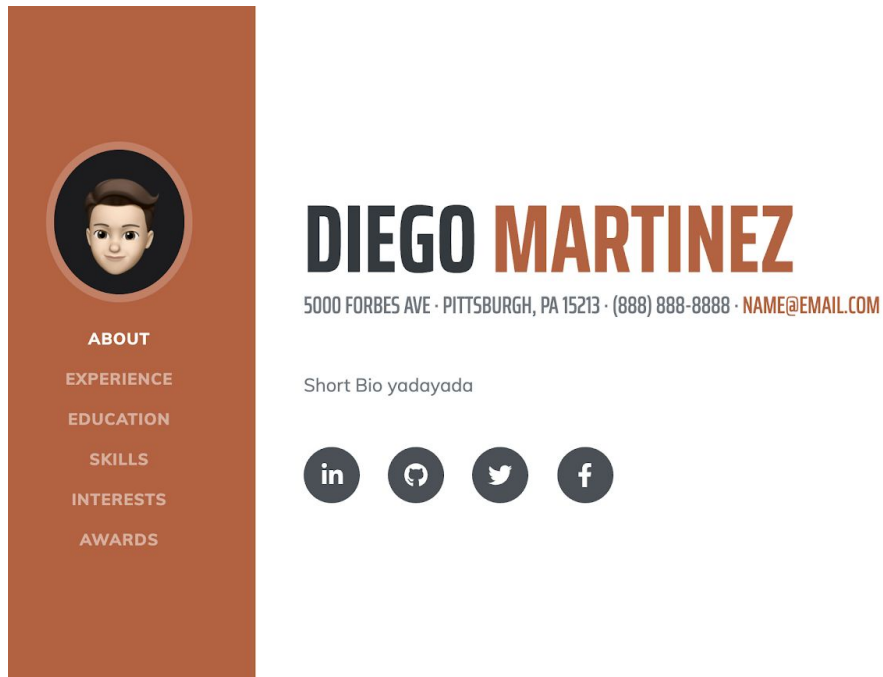 ABOUT
EXPERIENCE
EDUCATION
SKILLS
INTERESTS
AWARDS
DIEGO MARTINEZ
5000 FORBES AVE · PITTSBURGH, PA 15213 · (888) 888-8888 · NAME@EMAIL.COM
Short Bio yadayada
in
f